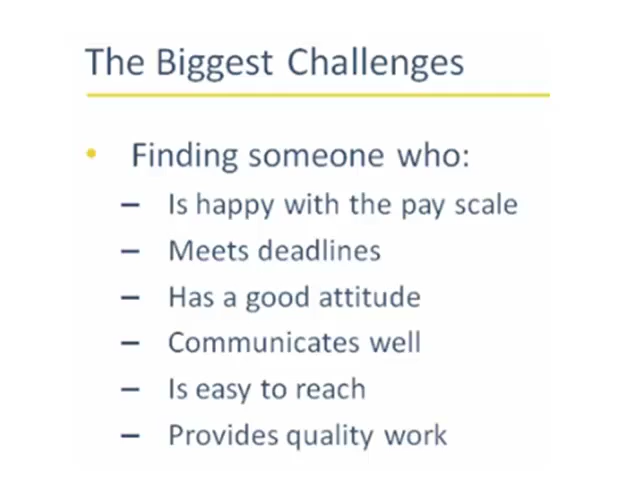 The Biggest Challenges
• Finding someone who:
– Is happy with the pay scale
– Meets deadlines
– Has a good attitude
– Communicates well
– Is easy to reach
– Provides quality work